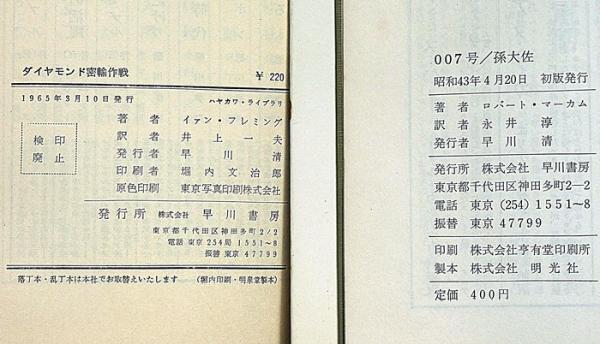 ダイヤモンド密輸作戦
¥ 220
1965年3月10日発行 ハヤカワ・ライブラリ
検印
廃止
著者 イァン・フレミング
訳者 井上一夫
発行者 早川清
印刷者 堀内文治郎
原色印刷 東京写真印刷株式会社
発行所 株式会社 早川書房
東京都千代田区神田多町2/2
電話 東京 254局 1551〜8
振替 東京 47799
落丁本・乱丁本は本社でお取替えいたします (堀内印刷・明泉堂製本)
007号/孫大佐
昭和43年4月20日 初版発行
著者 ロバート・マーカム
訳者 永井淳
発行者 早川清
発行所 株式会社 早川書房
東京都千代田区神田多町2—2
電話 東京 (254) 1551〜8
振替 東京 47799
印刷 株式会社亨有堂印刷所
製本 株式会社 明光社
定価 400円